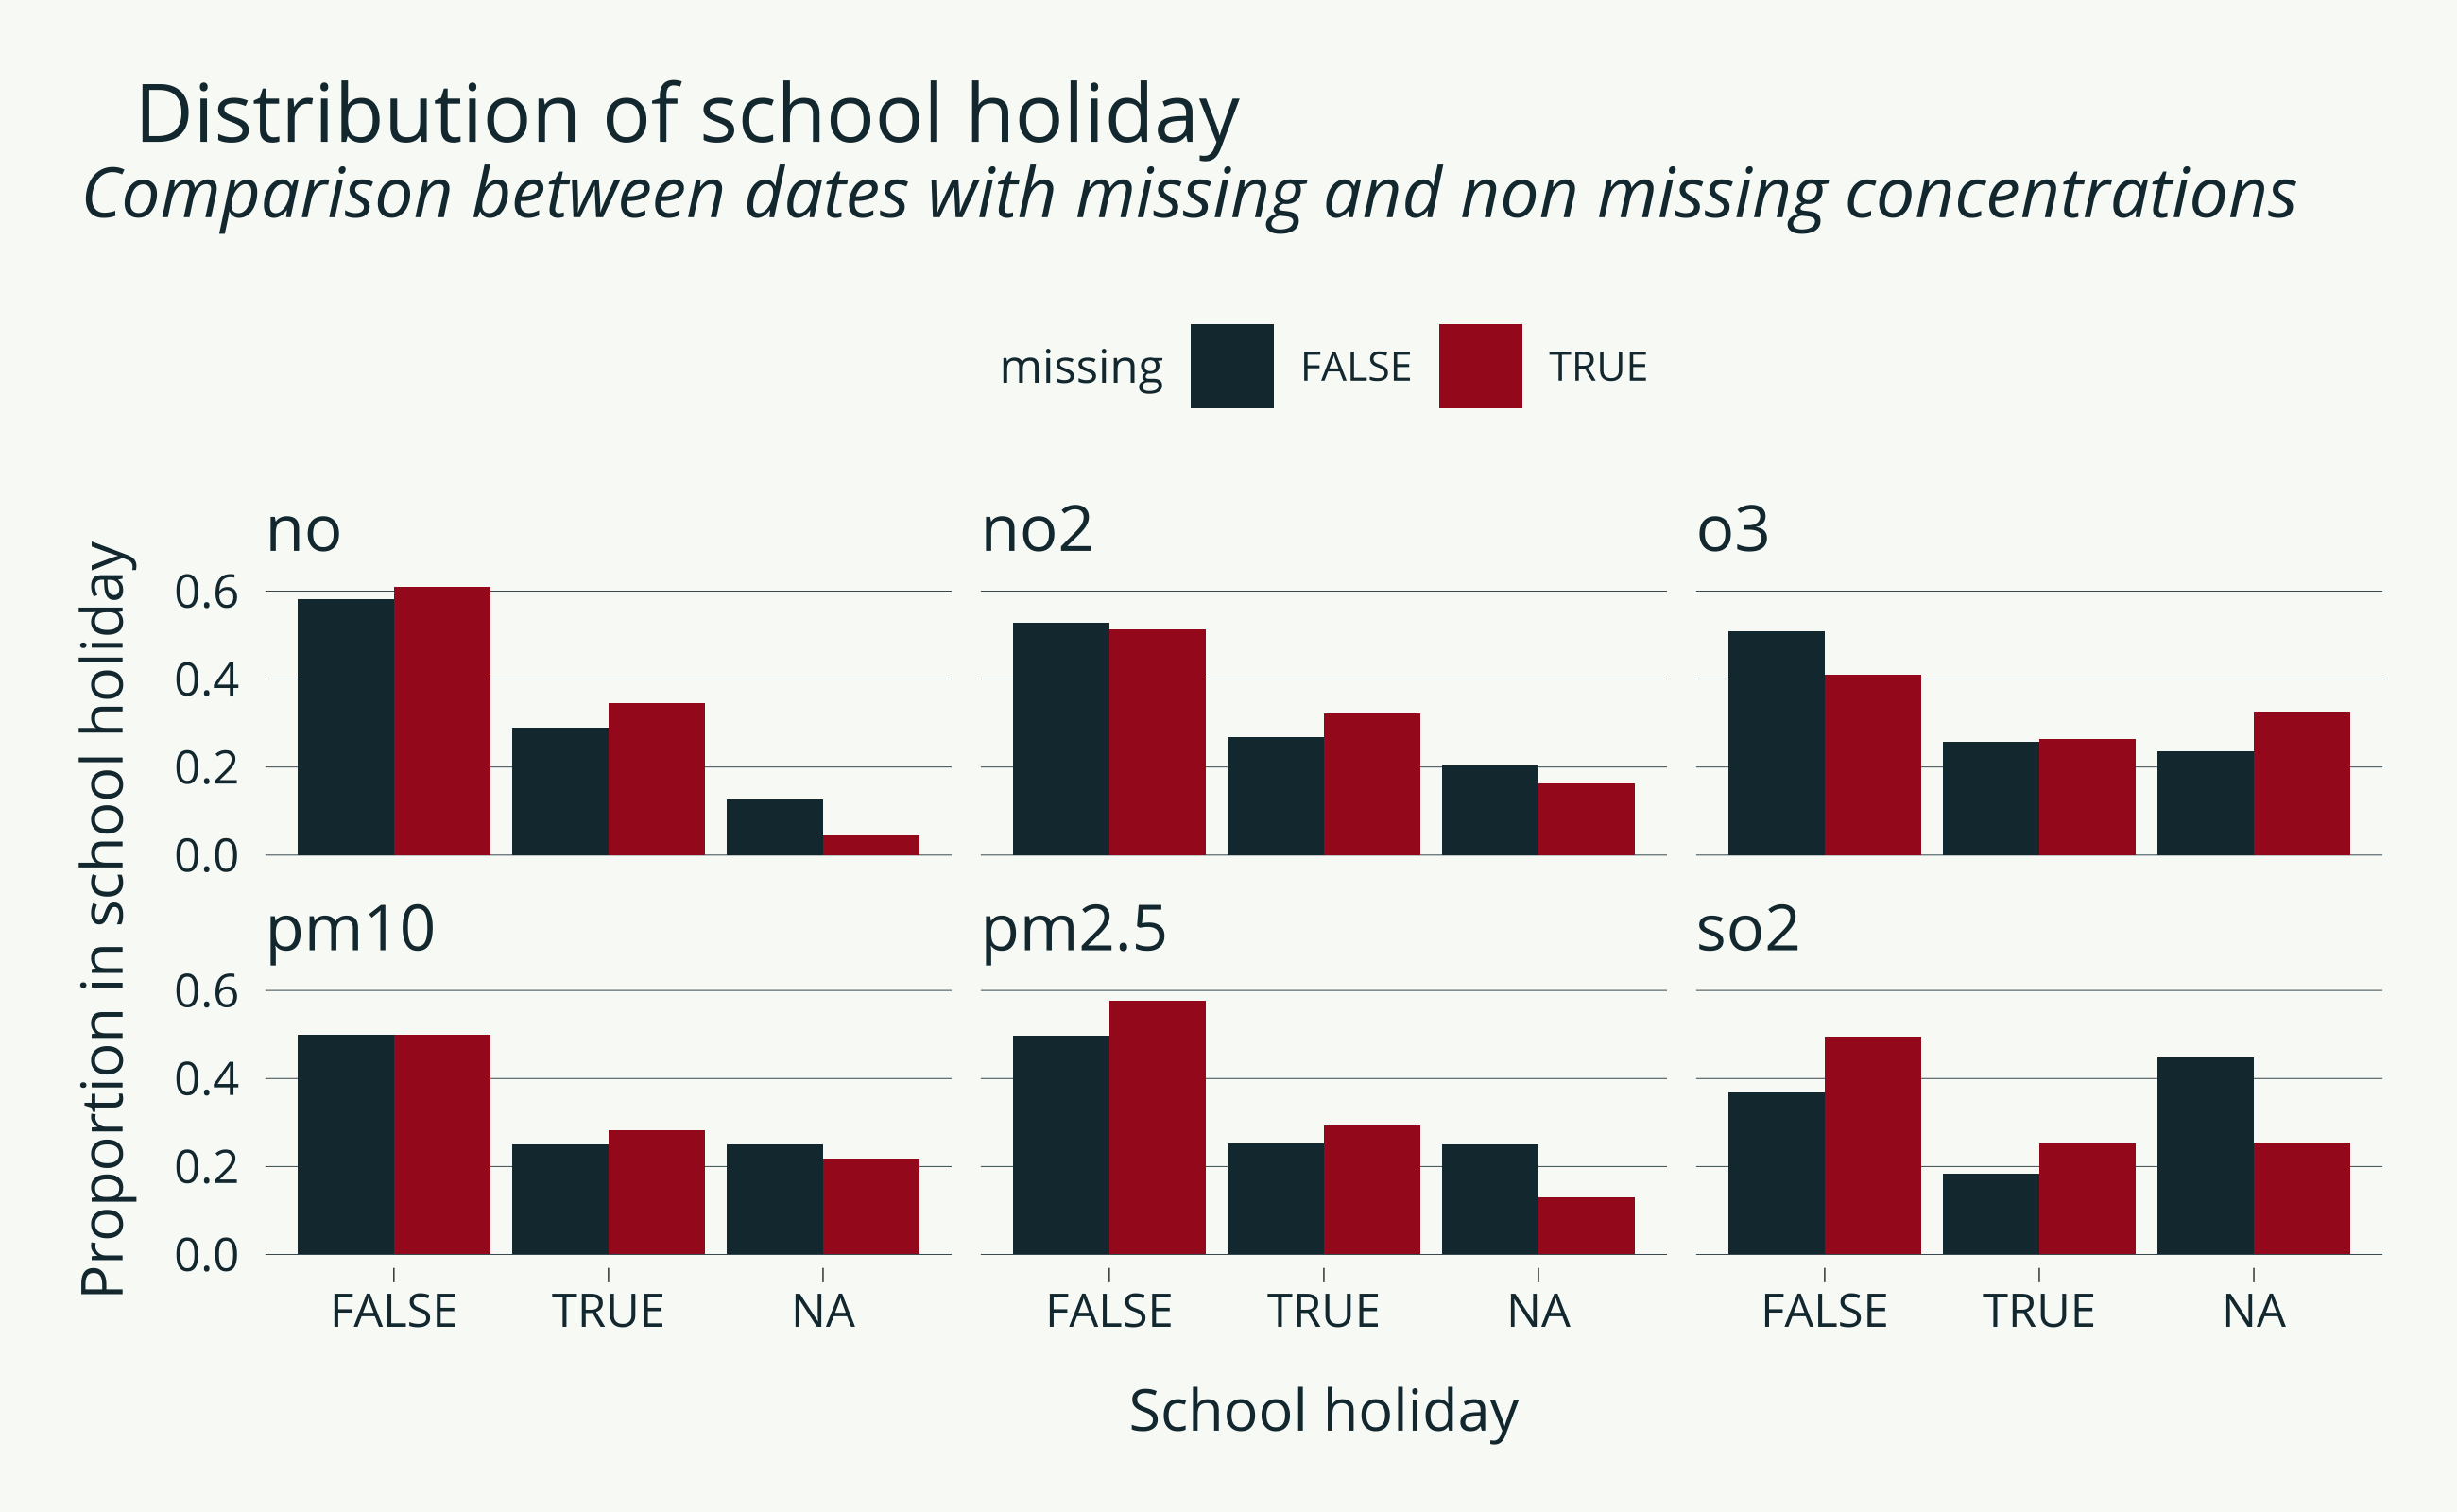 Distribution of school holiday
Comparison between dates with missing and non missing concentrations
missing FALSE TRUE
Proportion in school holiday
no no2 o3
0.6
0.4
0.2
0.0
pm10 pm2.5 so2
0.6
0.4
0.2
0.0
FALSE TRUE NA FALSE TRUE NA FALSE TRUE NA
School holiday